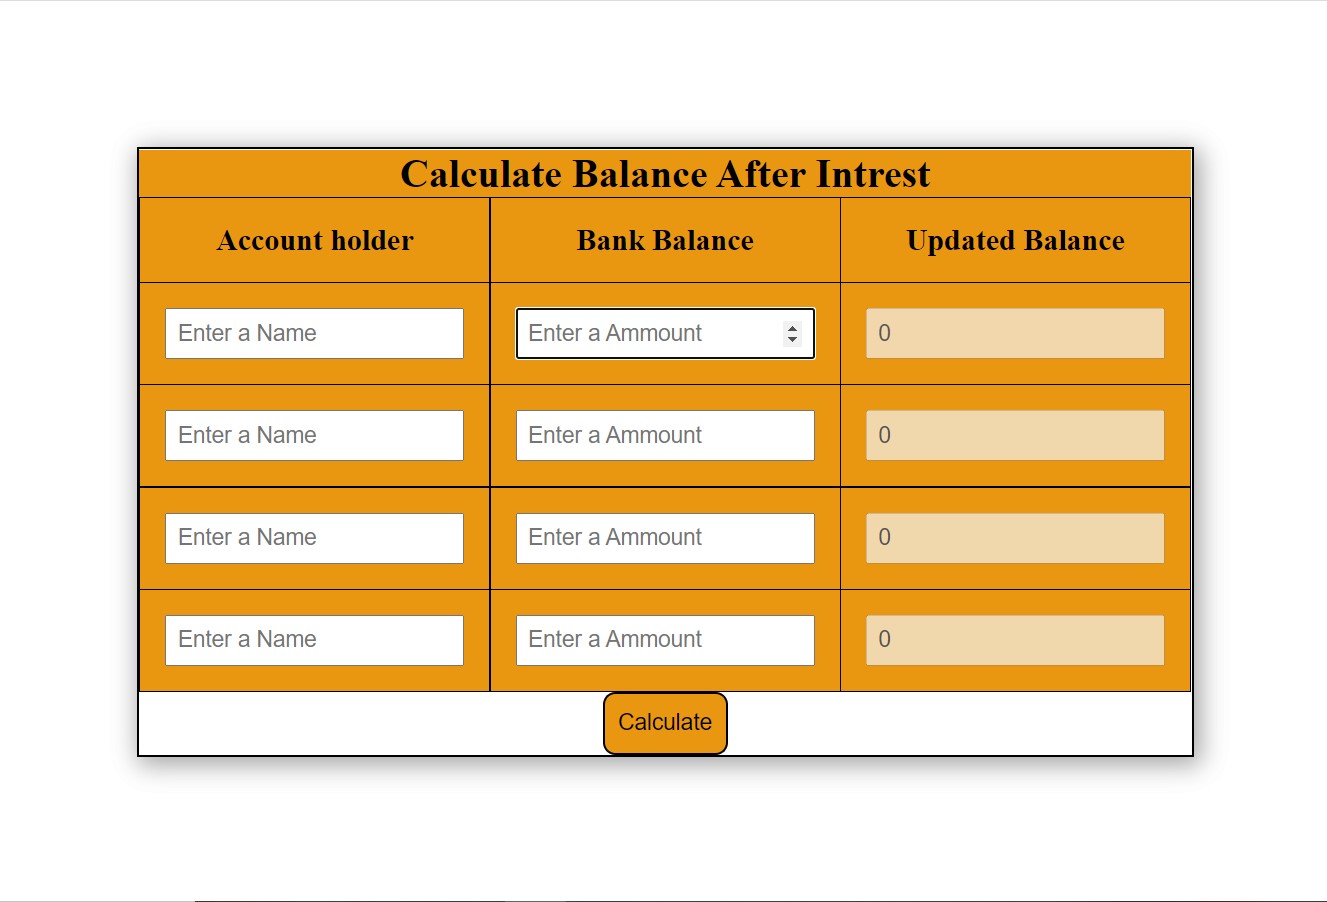 Calculate Balance After Intrest
Account holder Bank Balance Updated Balance
Enter a Name Enter a Ammount 0
Enter a Name Enter a Ammount 0
Enter a Name Enter a Ammount 0
Enter a Name Enter a Ammount 0
Calculate